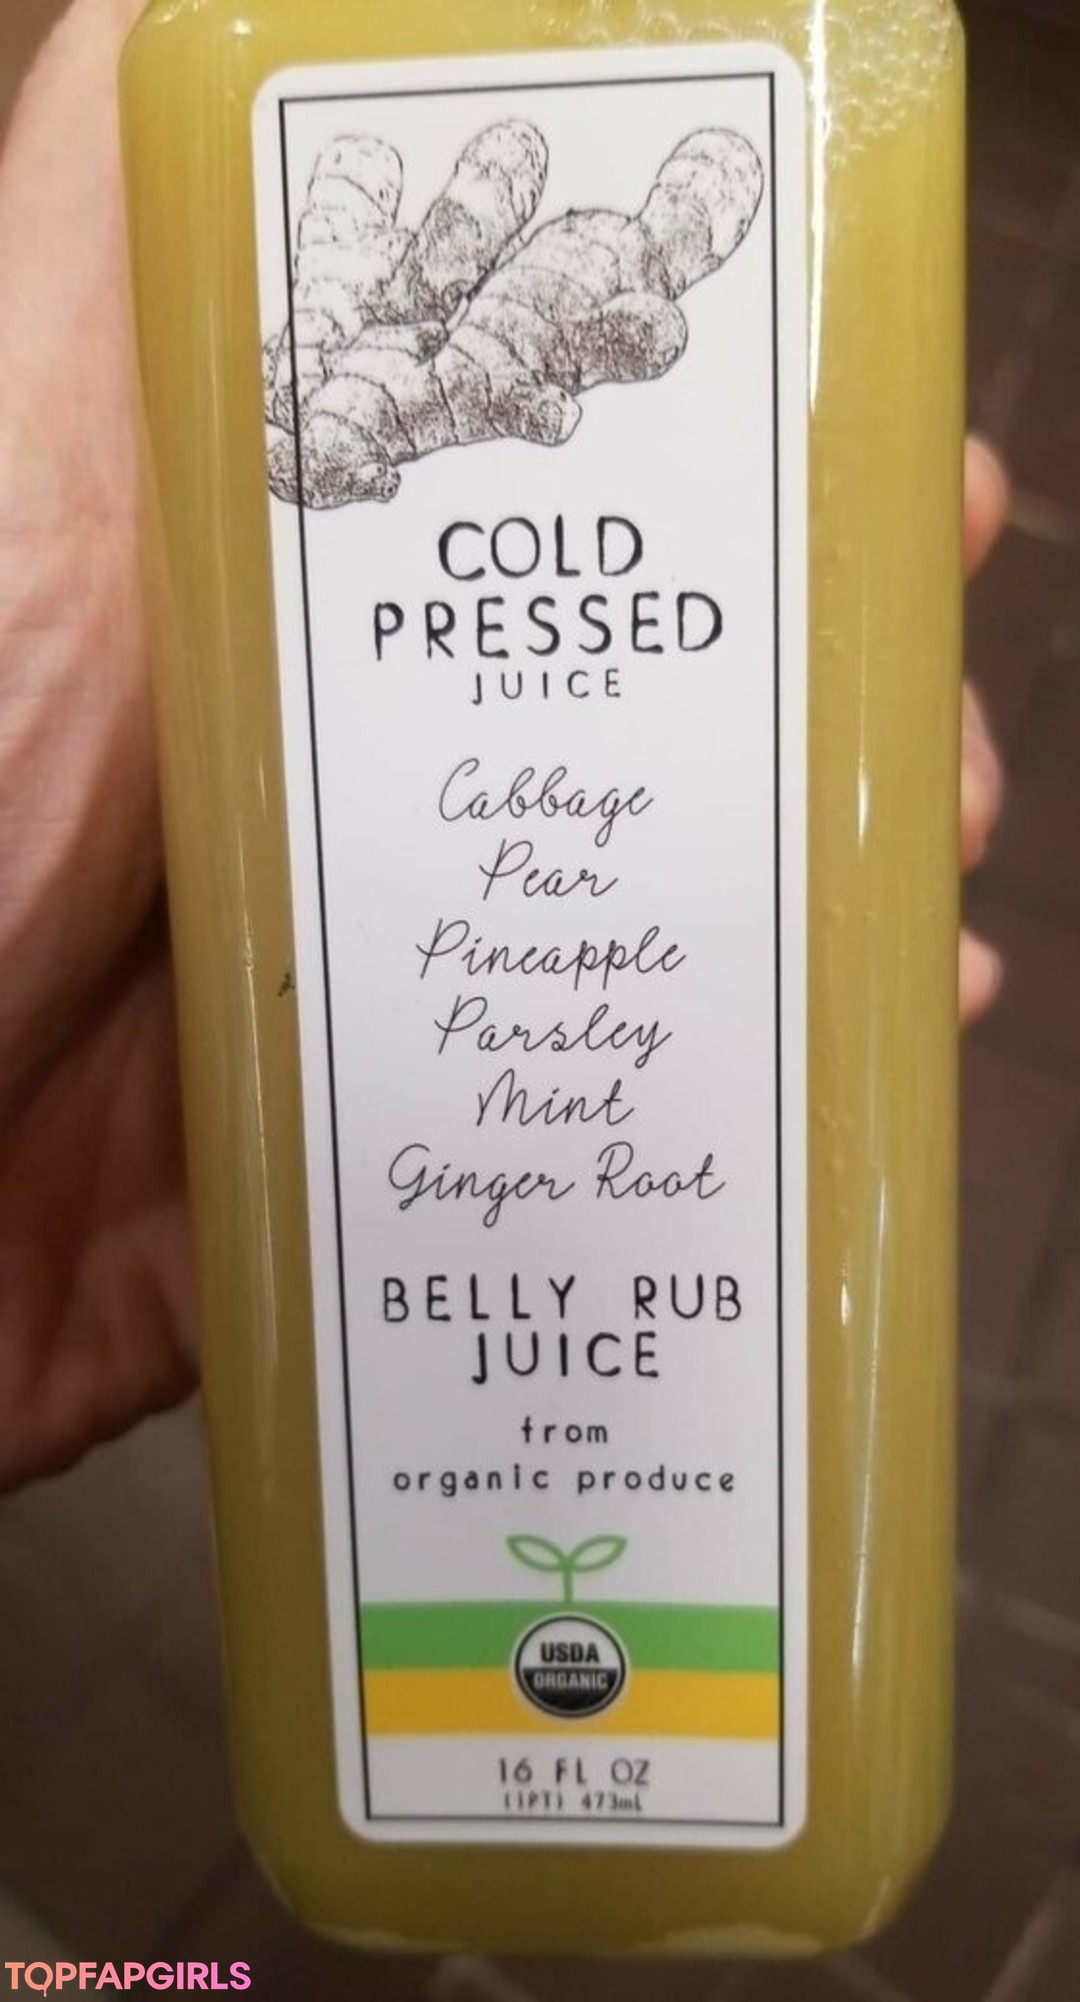 COLD
PRESSED
JUICE
Cabbage
Pear
Pineapple
Parsley
Mint
Ginger Root
BELLY RUB
JUICE
from
organic produce
USDA
ORGANIC
16 FL OZ
(1PT) 473mL
TOPFAPGIRLS